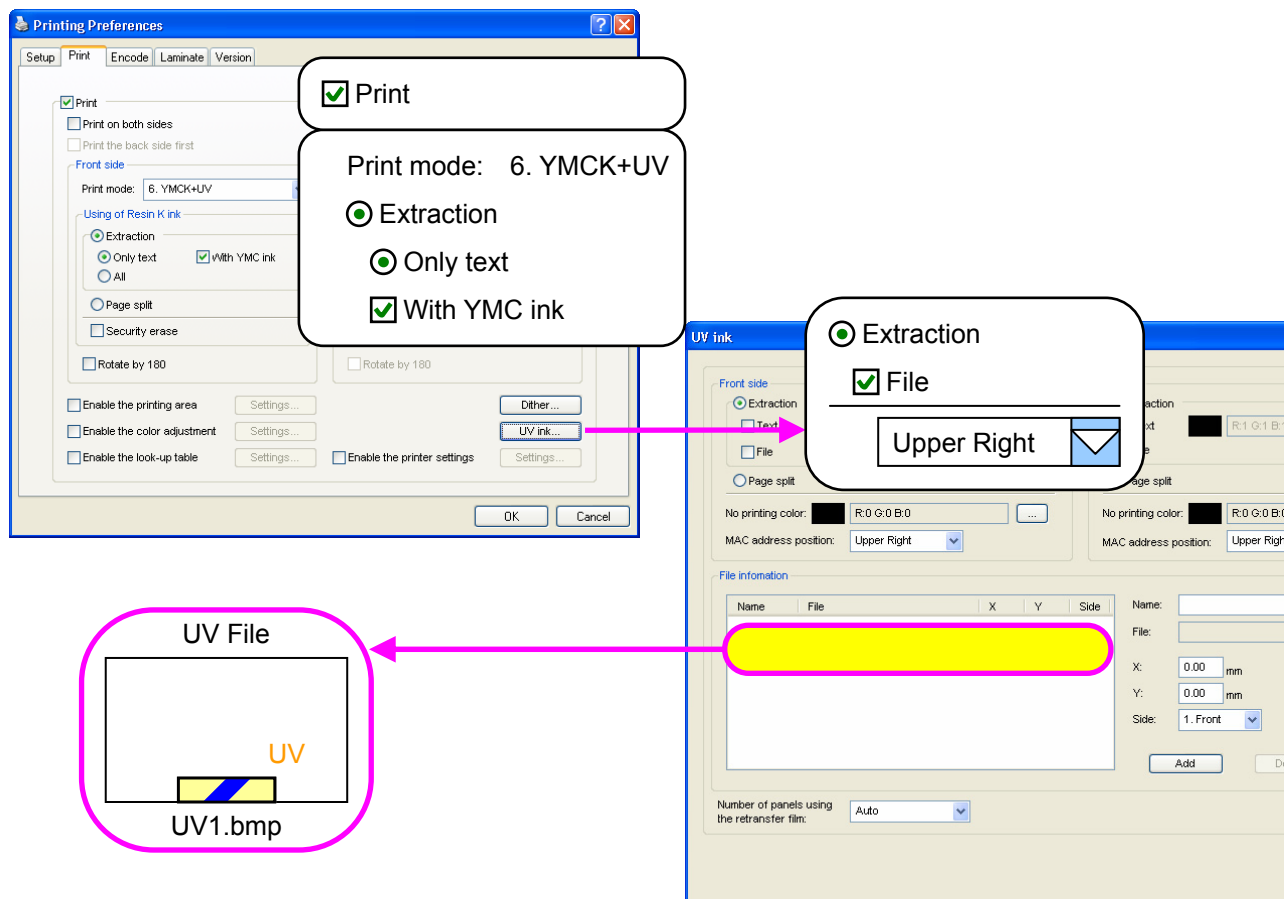 Printing Preferences
Setup Print Encode Laminate Version
Print
Print on both sides
Print the back side first
Front side
Print mode: 6. YMCK+UV
Using of Resin K ink
Extraction
Only text With YMC ink
All
Page split
Security erase
Rotate by 180 Rotate by 180
Enable the printing area Settings... Dither...
Enable the color adjustment Settings... UV ink...
Enable the look-up table Settings... Enable the printer settings Settings...
OK Cancel
Print
Print mode: 6. YMCK+UV
Extraction
Only text
With YMC ink
UV ink
Extraction
File
Upper Right
Front side
Extraction
Text
File
Page split
No printing color: R:0 G:0 B:0 ...
MAC address position: Upper Right
R:1 G:1 B:
age split
No printing color: R:0 G:0 B:0
MAC address position: Upper Righ
File infomation
Name File X Y Side
Name:
File:
X: 0.00 mm
Y: 0.00 mm
Side: 1. Front
Add
Number of panels using
the retransfer film: Auto
UV File
UV
UV1.bmp